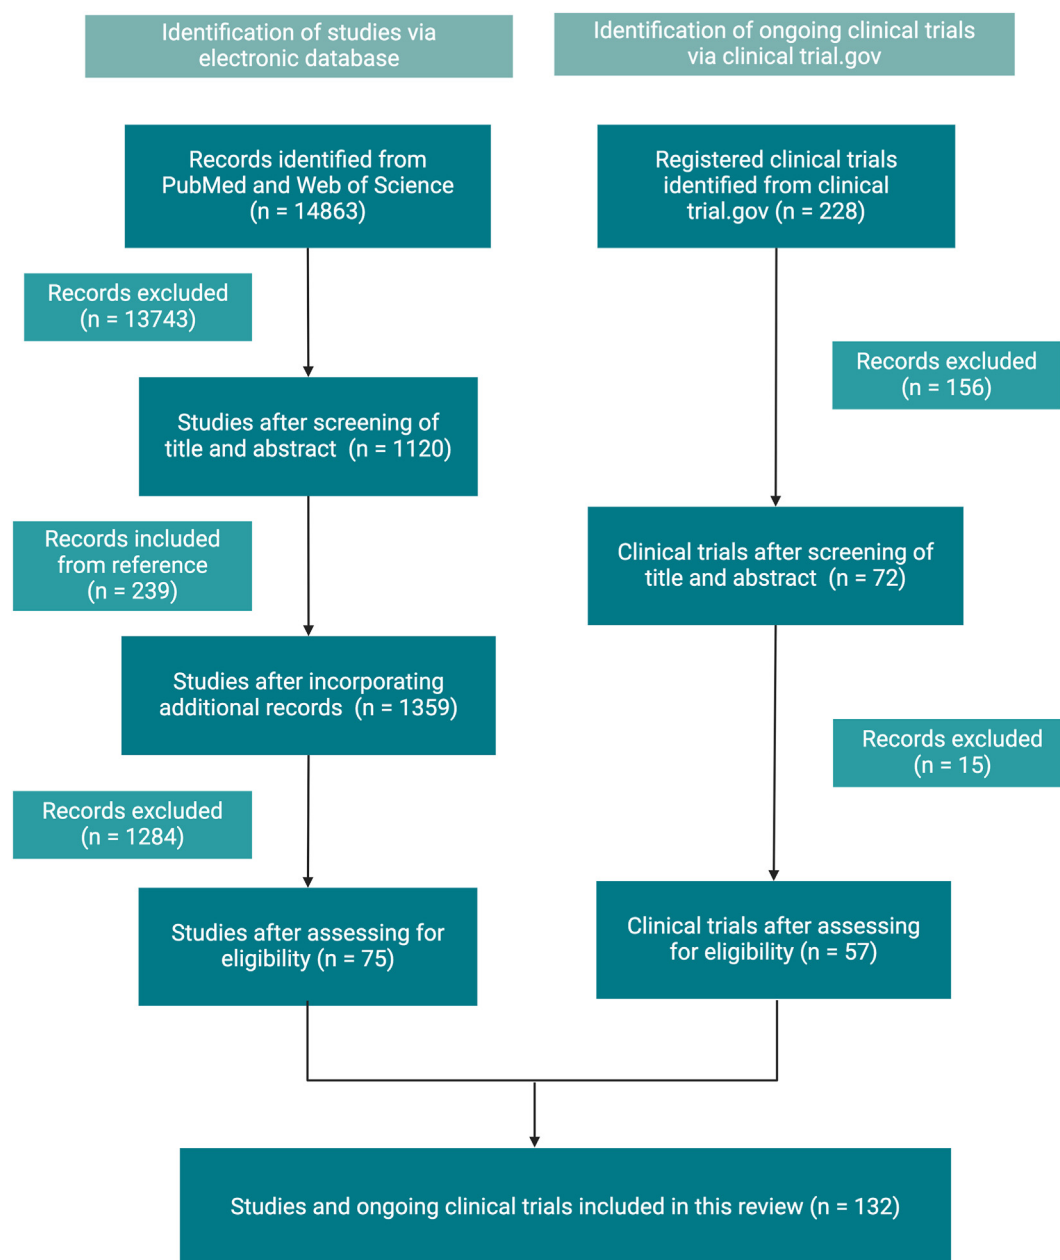 Identification of studies via
electronic database
Identification of ongoing clinical trials
via clinical trial.gov
Records identified from
PubMed and Web of Science
(n = 14863)
Registered clinical trials
identified from clinical
trial.gov (n = 228)
Records excluded
(n = 13743)
Records excluded
(n = 156)
Studies after screening of
title and abstract (n = 1120)
Records included
from reference
(n = 239)
Clinical trials after screening of
title and abstract (n = 72)
Studies after incorporating
additional records (n = 1359)
Records excluded
(n = 15)
Records excluded
(n = 1284)
Studies after assessing for
eligibility (n = 75)
Clinical trials after assessing
for eligibility (n = 57)
Studies and ongoing clinical trials included in this review (n = 132)